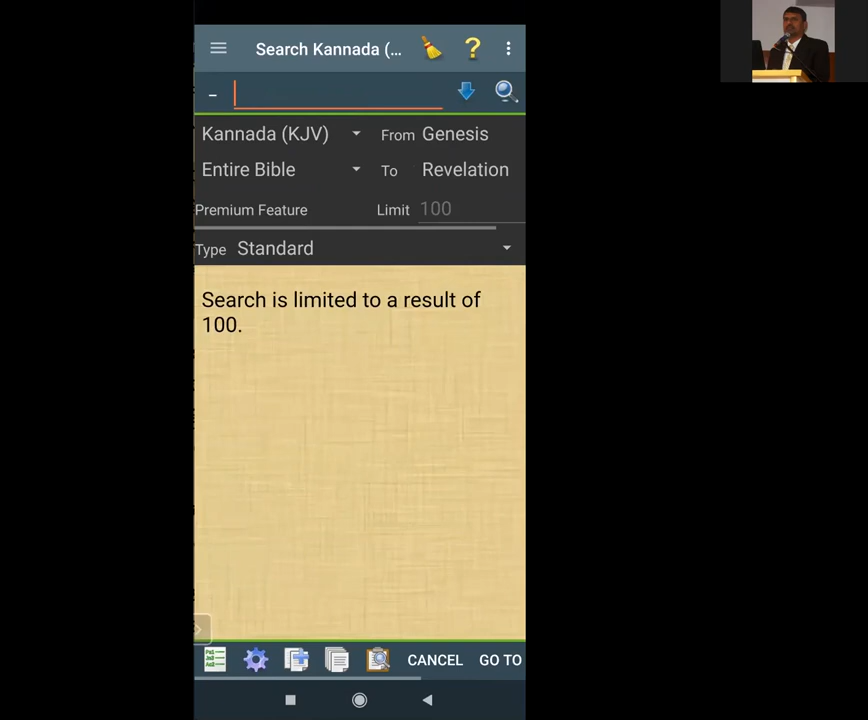 Search Kannada (...
Kannada (KJV) From Genesis
Entire Bible To Revelation
Premium Feature Limit 100
Type Standard
Search is limited to a result of
100.
CANCEL GO TO